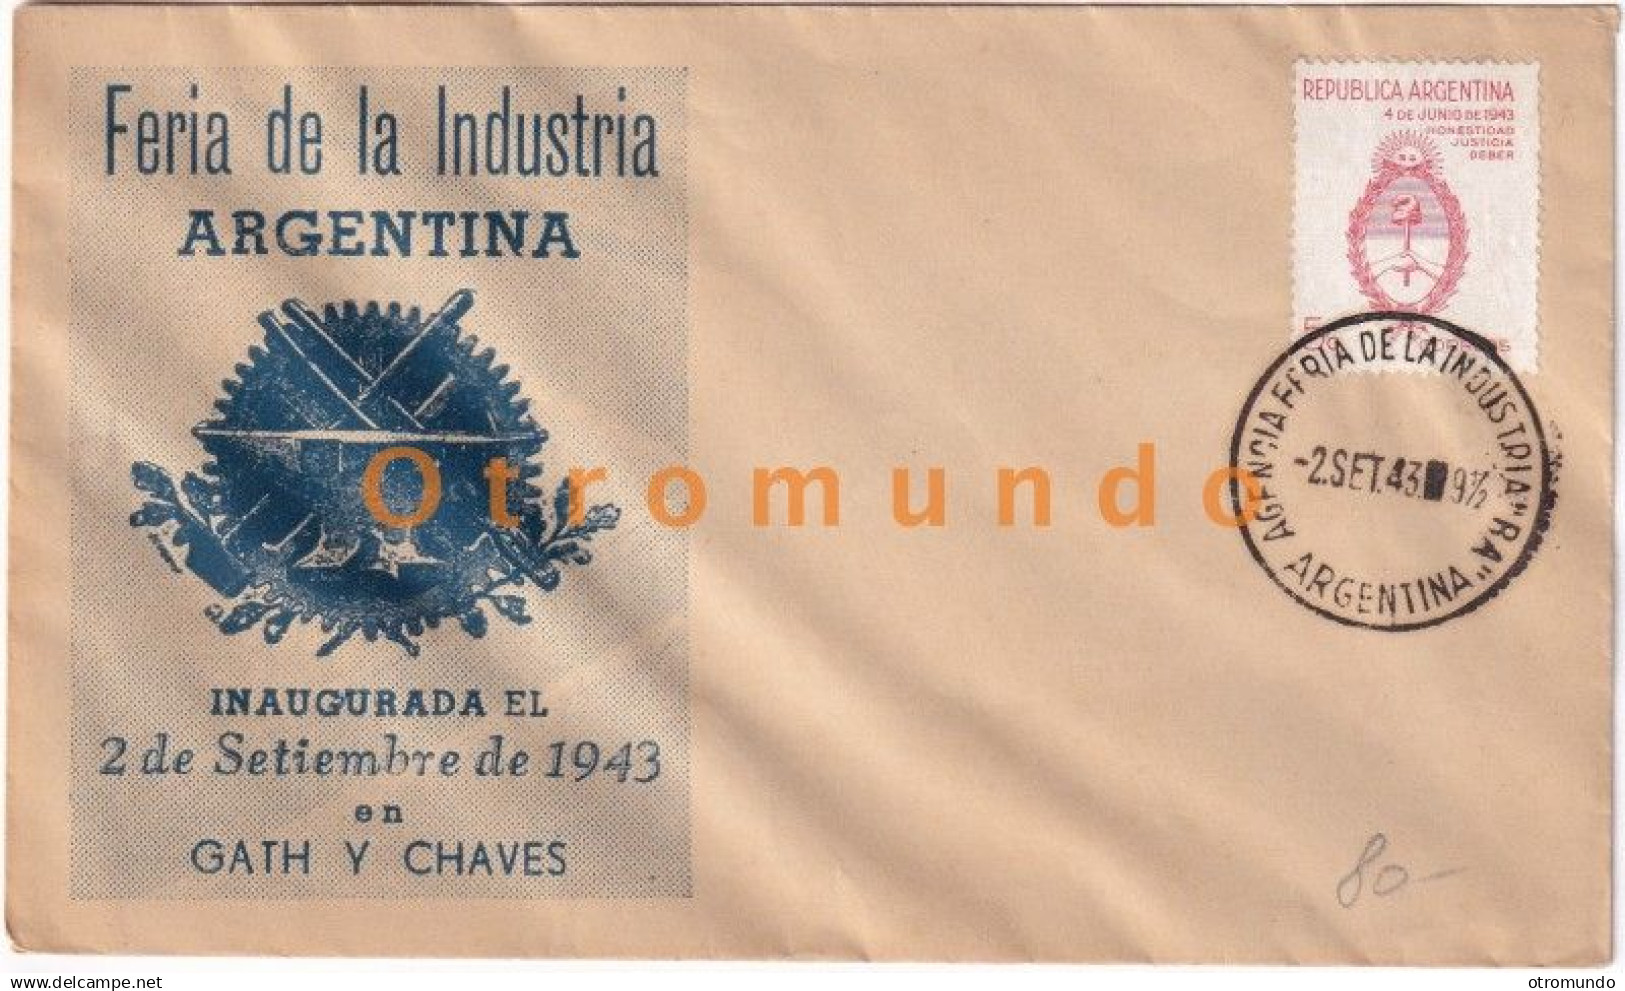 Feria de la Industria
ARGENTINA
INAUGURADA EL
2 de Setiembre de 1943
en
GATH Y CHAVES
REPUBLICA ARGENTINA
4 DE JUNIO DE 1943
HONESTIDAD
JUSTICIA
DEBER
AGENCIA FERIA DE LA INDUSTRIA "RA"
-2.SET.43 9½
ARGENTINA
Otromundo
80-
delcampe.net
otromundo